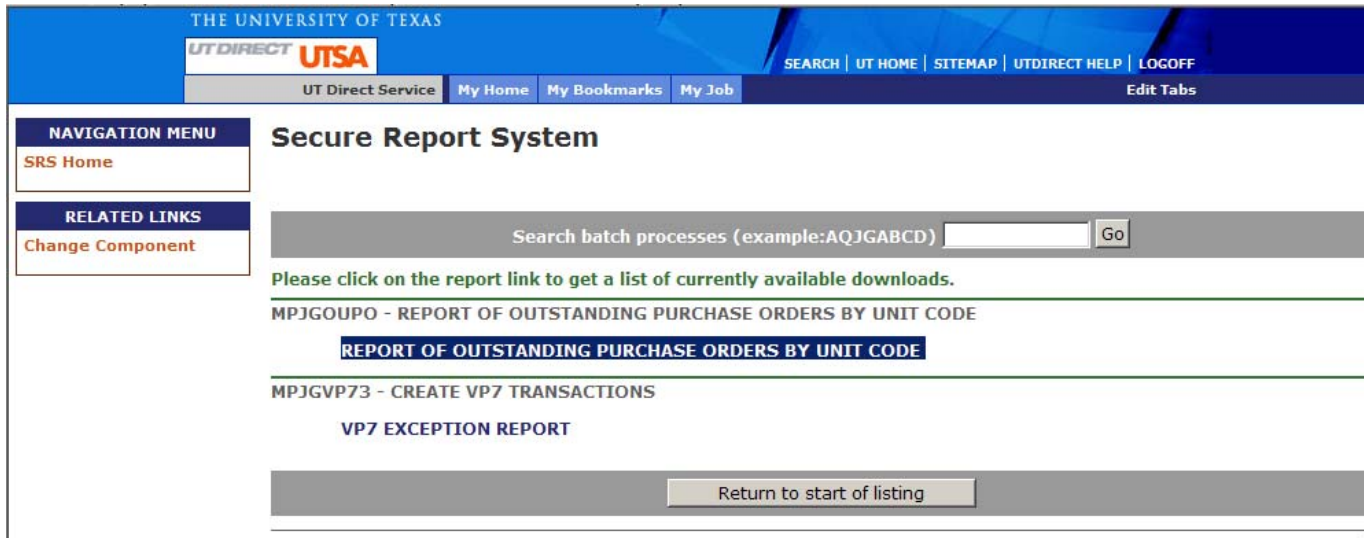 THE UNIVERSITY OF TEXAS
UT DIRECT UTSA
SEARCH | UT HOME | SITEMAP | UTDIRECT HELP | LOGOFF
UT Direct Service My Home My Bookmarks My Job Edit Tabs
NAVIGATION MENU
SRS Home
RELATED LINKS
Change Component
Secure Report System
Search batch processes (example:AQJGABCD) Go
Please click on the report link to get a list of currently available downloads.
MPJGOUPO - REPORT OF OUTSTANDING PURCHASE ORDERS BY UNIT CODE
REPORT OF OUTSTANDING PURCHASE ORDERS BY UNIT CODE
MPJGVP73 - CREATE VP7 TRANSACTIONS
VP7 EXCEPTION REPORT
Return to start of listing